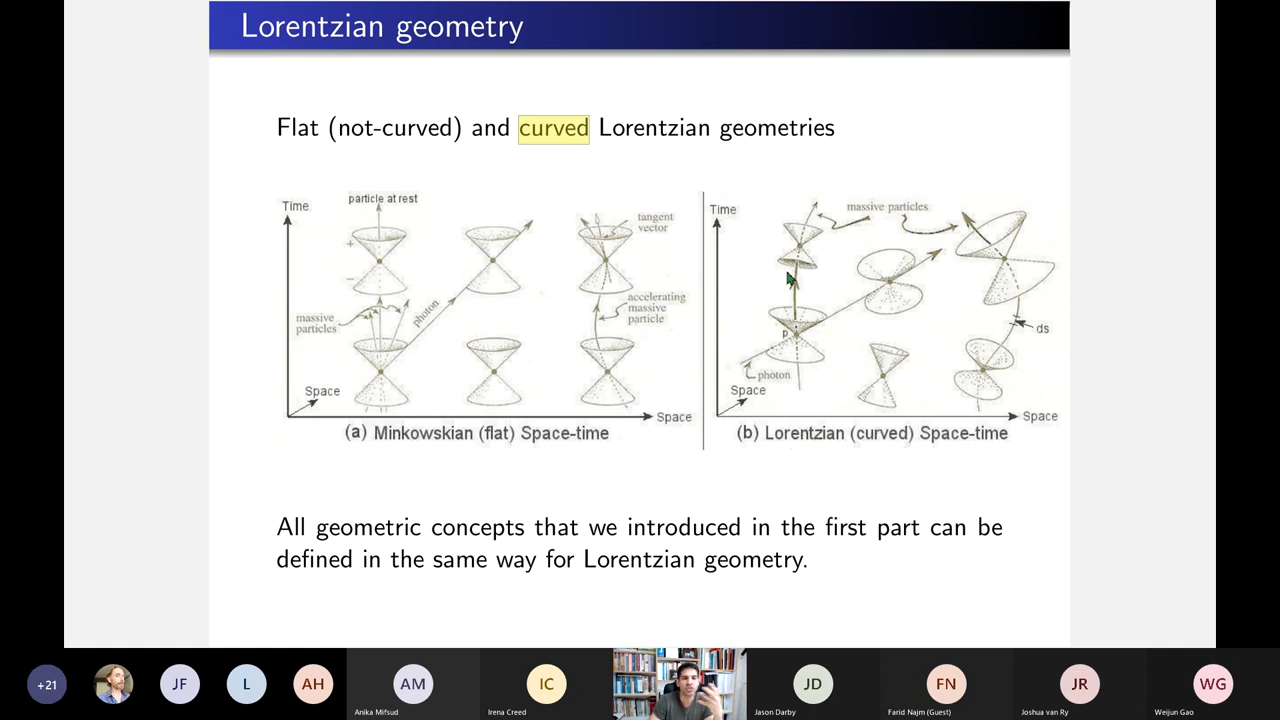 Lorentzian geometry
Flat (not-curved) and curved Lorentzian geometries
Time
particle at rest
+
−
massive
particles
photon
tangent
vector
accelerating
massive
particle
Space
Space
(a) Minkowskian (flat) Space-time
Time
massive particles
p
photon
ds
Space
Space
(b) Lorentzian (curved) Space-time
All geometric concepts that we introduced in the first part can be
defined in the same way for Lorentzian geometry.
+21
JF
L
AH
AM
Anika Mifsud
IC
Irena Creed
JD
Jason Darby
FN
Farid Najm (Guest)
JR
Joshua van Ry
WG
Weijun Gao